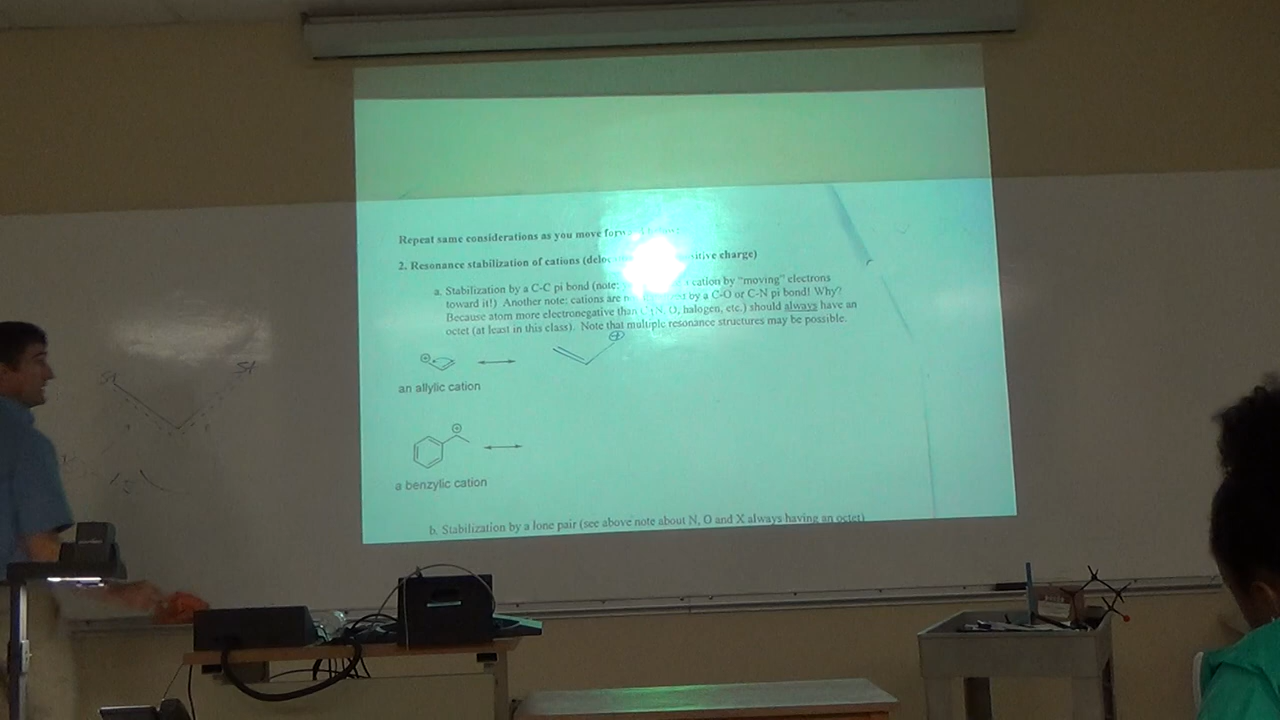 Repeat same considerations as you move
2. Resonance stabilization of cations positive charge)
a. Stabilization by a C-C pi bond (note: cation by "moving" electrons
toward it!) Another note: cations are by a C-O or C-N pi bond! Why?
Because atom more electronegative than C (N, O, halogen, etc.) should always have an
octet (at least in this class). Note that multiple resonance structures may be possible.
⊕ ⊕
an allylic cation
⊕
a benzylic cation
b. Stabilization by a lone pair (see above note about N, O and X always having an octet)